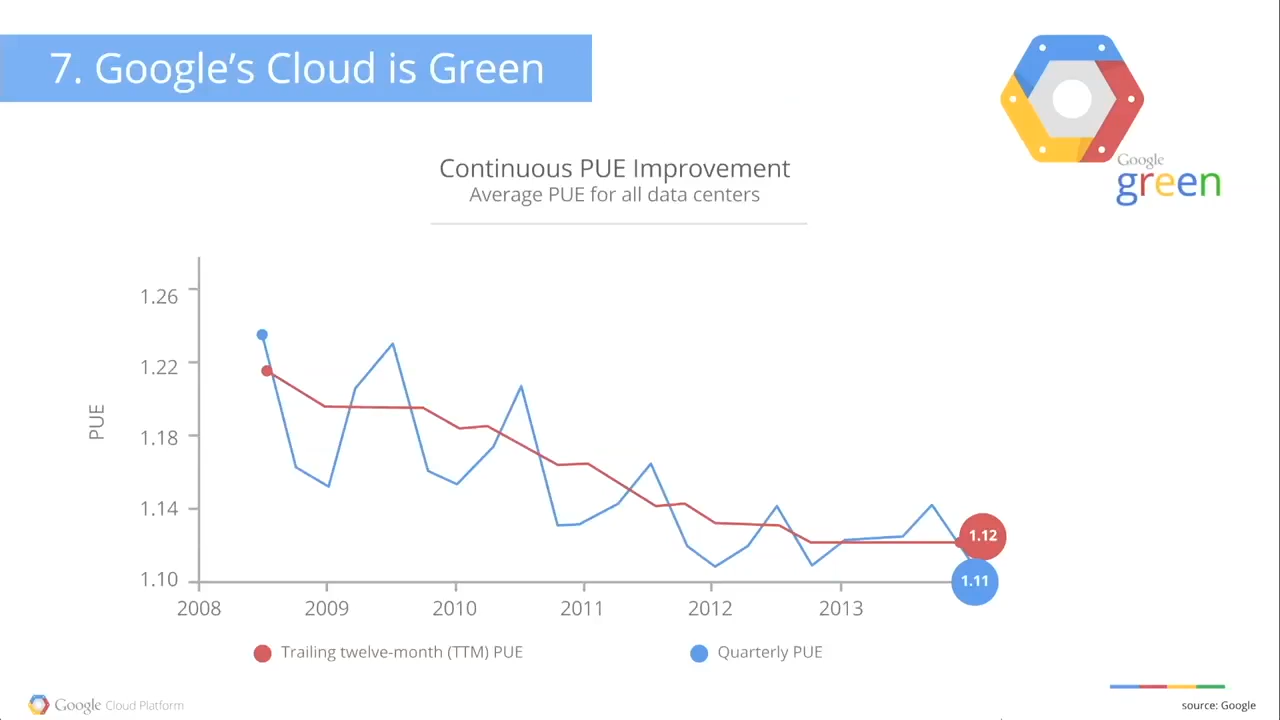 7. Google's Cloud is Green
Google
green
Continuous PUE Improvement
Average PUE for all data centers
PUE
1.26
1.22
1.18
1.14
1.10
1.12
1.11
2008
2009
2010
2011
2012
2013
Trailing twelve-month (TTM) PUE
Quarterly PUE
Google Cloud Platform
source: Google